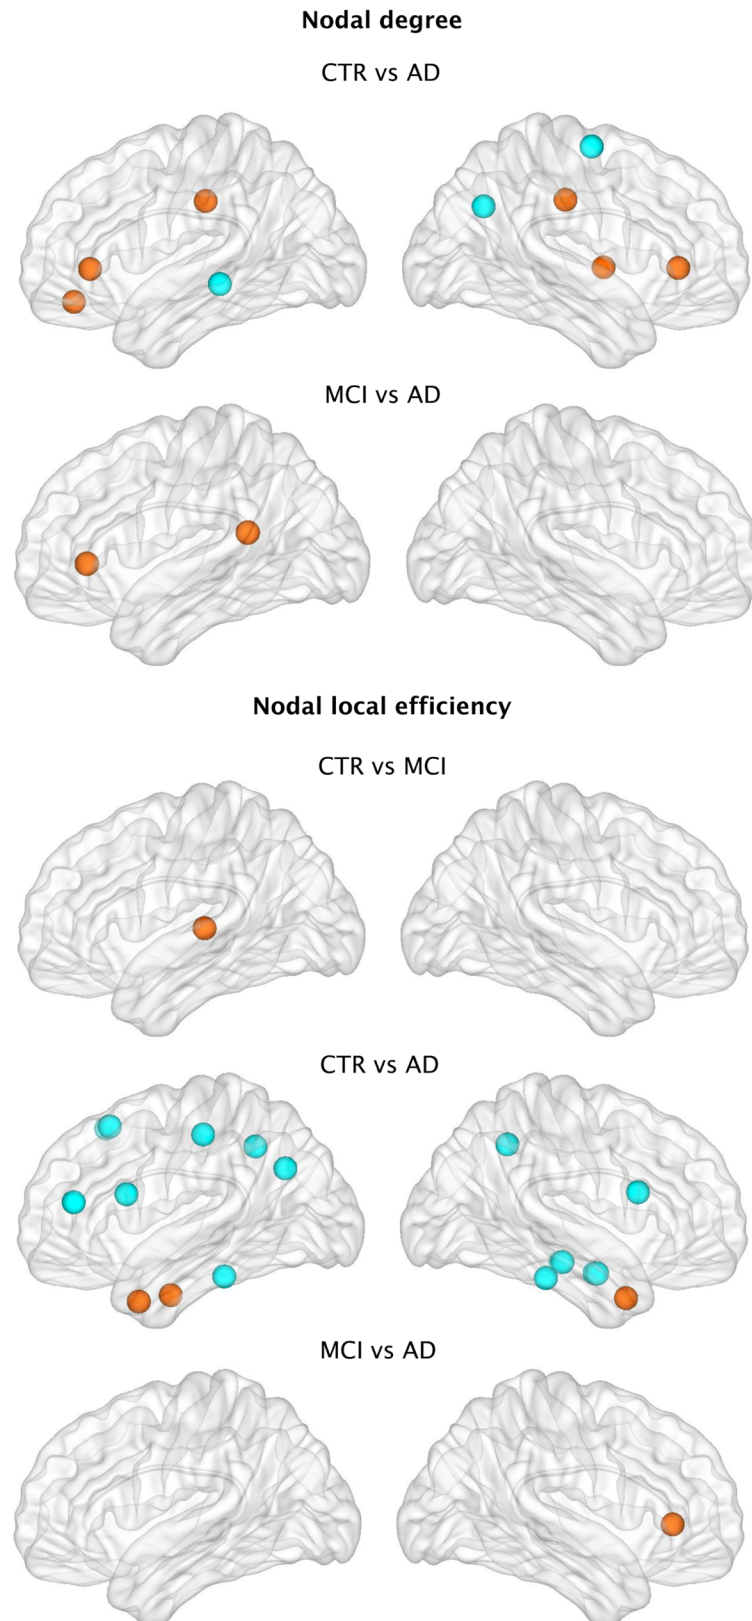 Nodal degree
CTR vs AD
MCI vs AD
Nodal local efficiency
CTR vs MCI
CTR vs AD
MCI vs AD